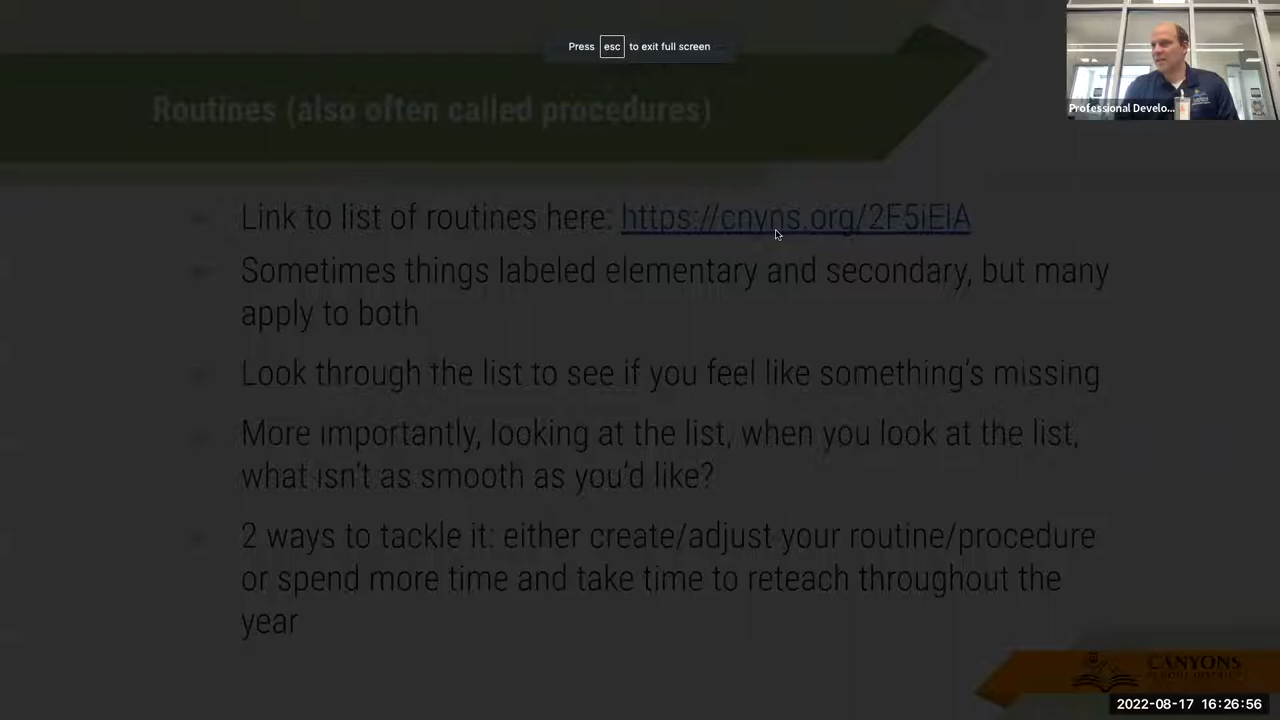 Press esc to exit full screen
Professional Develo...
Routines (also often called procedures)
Link to list of routines here: https://cnyns.org/2F5iEIA
Sometimes things labeled elementary and secondary, but many
apply to both
Look through the list to see if you feel like something's missing
More importantly, looking at the list, when you look at the list,
what isn't as smooth as you'd like?
2 ways to tackle it: either create/adjust your routine/procedure
or spend more time and take time to reteach throughout the
year
CANYONS
SCHOOL DISTRICT
2022-08-17 16:26:56